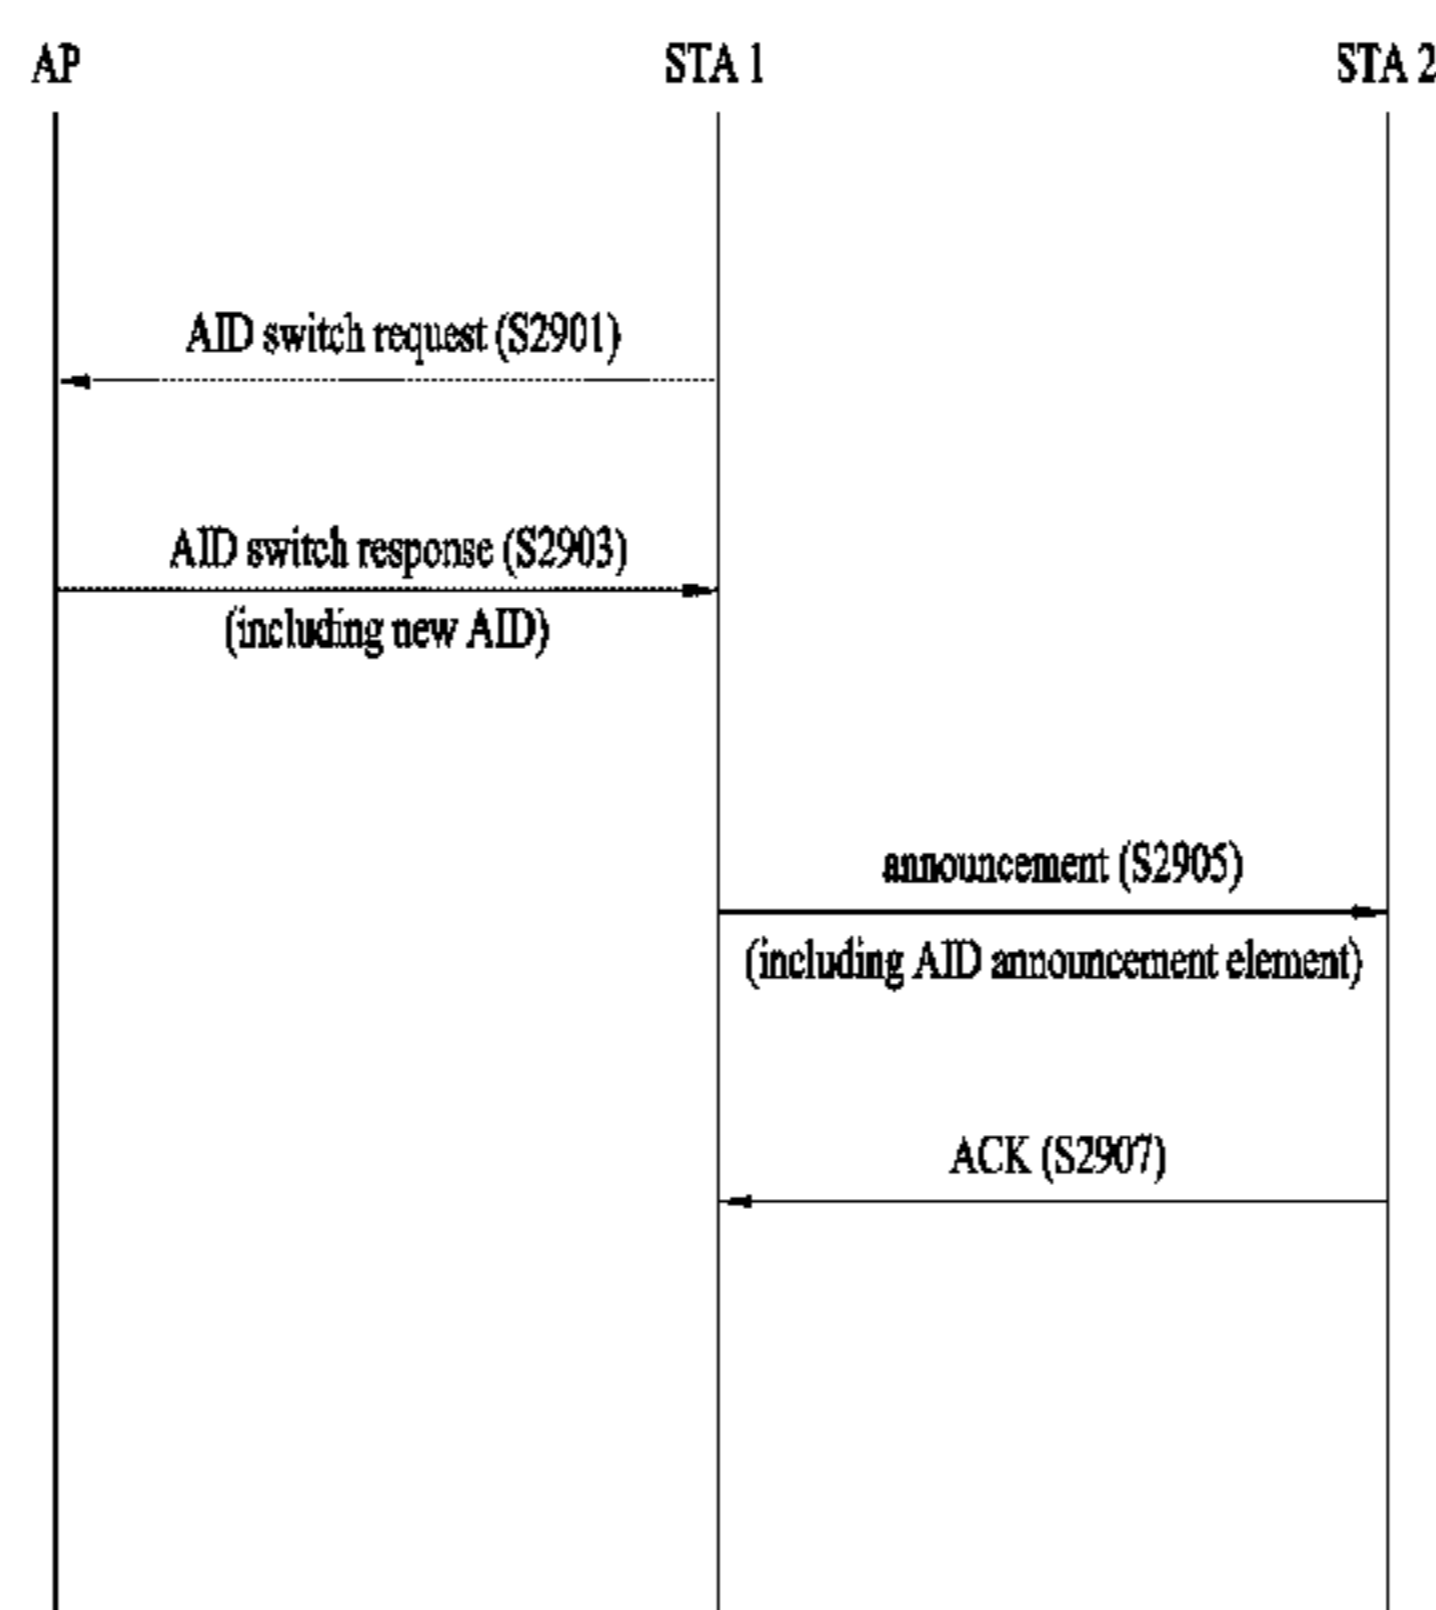 AP STA 1 STA 2
AID switch request (S2901)
AID switch response (S2903)
(including new AID)
announcement (S2905)
(including AID announcement element)
ACK (S2907)